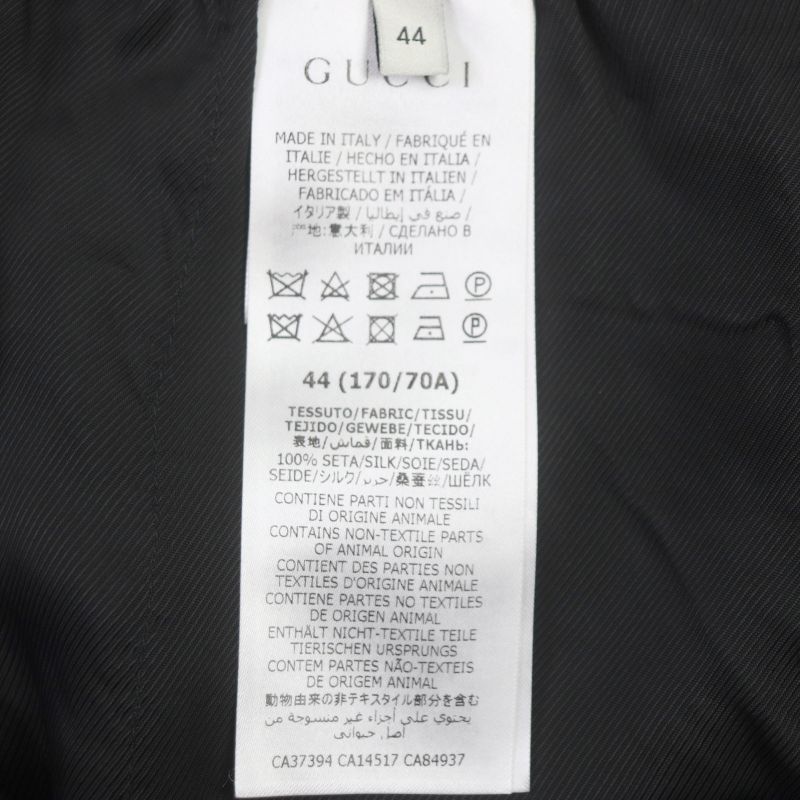 44
GUCCI
MADE IN ITALY / FABRIQUÉ EN
ITALIE / HECHO EN ITALIA /
HERGESTELLT IN ITALIEN /
FABRICADO EM ITÁLIA /
イタリア製 / صنع في إيطاليا /
地: 意大利 / СДЕЛАНО В
ИТАЛИИ
P
P
44 (170/70A)
TESSUTO/FABRIC/TISSU/
TEJIDO/GEWEBE/TECIDO/
表地/قماش/面料/ТКАНЬ:
100% SETA/SILK/SOIE/SEDA/
SEIDE/シルク/حرير/桑蚕丝/ШЁЛК
CONTIENE PARTI NON TESSILI
DI ORIGINE ANIMALE
CONTAINS NON-TEXTILE PARTS
OF ANIMAL ORIGIN
CONTIENT DES PARTIES NON
TEXTILES D'ORIGINE ANIMALE
CONTIENE PARTES NO TEXTILES
DE ORIGEN ANIMAL
ENTHÄLT NICHT-TEXTILE TEILE
TIERISCHEN URSPRUNGS
CONTEM PARTES NÃO-TEXTEIS
DE ORIGEM ANIMAL
動物由来の非テキスタイル部分を含む
يحتوي على أجزاء غير منسوجة من
أصل حيواني
CA37394 CA14517 CA84937